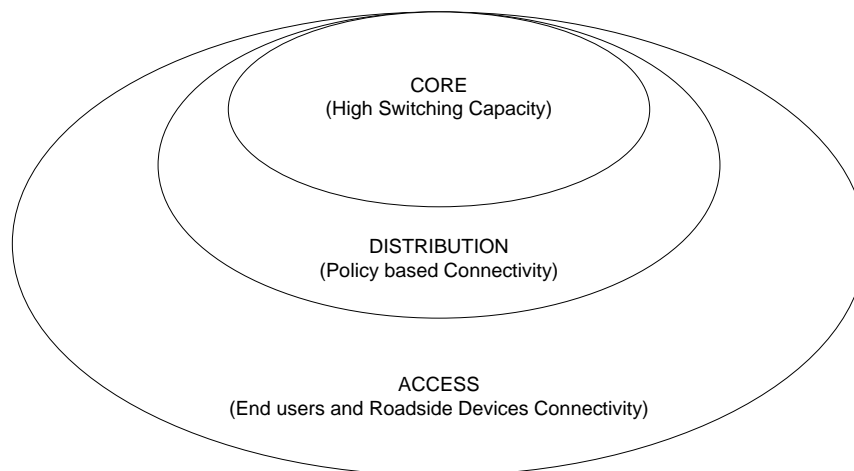 CORE
(High Switching Capacity)
DISTRIBUTION
(Policy based Connectivity)
ACCESS
(End users and Roadside Devices Connectivity)